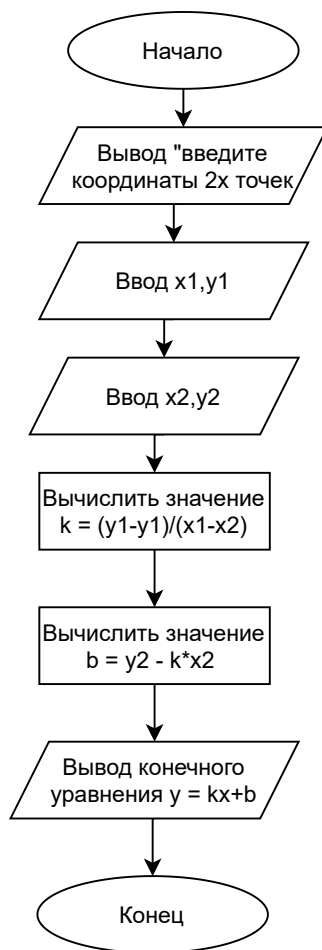 Начало
Вывод "введите
координаты 2х точек
Ввод x1,y1
Ввод x2,y2
Вычислить значение
k = (y1-y1)/(x1-x2)
Вычислить значение
b = y2 - k*x2
Вывод конечного
уравнения y = kx+b
Конец